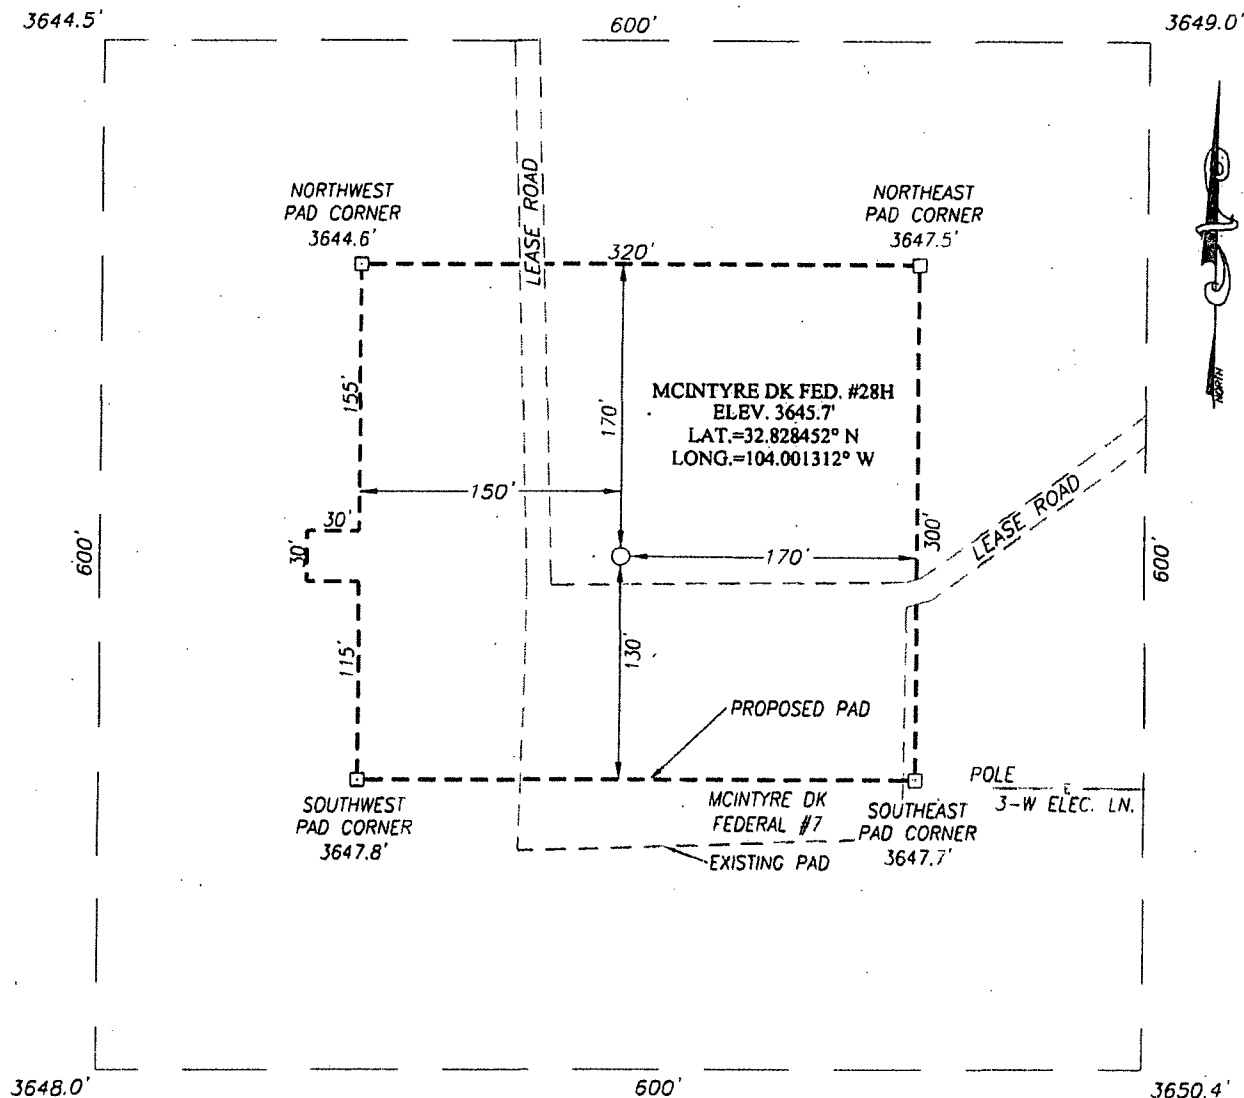 3644.5'
600'
3649.0'
NORTHWEST
PAD CORNER
3644.6'
LEASE ROAD
NORTHEAST
PAD CORNER
3647.5'
320'
NORTH
155'
170'
MCINTYRE DK FED. #28H
ELEV. 3645.7'
LAT.=32.828452° N
LONG.=104.001312° W
150'
30'
30'
600'
170'
300'
LEASE ROAD
600'
115'
130'
PROPOSED PAD
SOUTHWEST
PAD CORNER
3647.8'
MCINTYRE DK
FEDERAL #7
EXISTING PAD
SOUTHEAST
PAD CORNER
3647.7'
POLE
E
3-W ELEC. LN.
3648.0'
600'
3650.4'